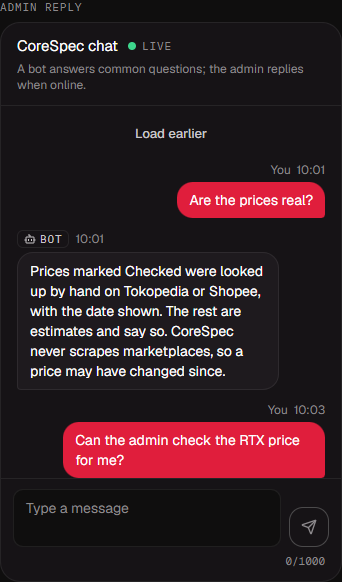 ADMIN REPLY
CoreSpec chat LIVE
A bot answers common questions; the admin replies
when online.
Load earlier
You 10:01
Are the prices real?
BOT 10:01
Prices marked Checked were looked
up by hand on Tokopedia or Shopee,
with the date shown. The rest are
estimates and say so. CoreSpec
never scrapes marketplaces, so a
price may have changed since.
You 10:03
Can the admin check the RTX price
for me?
Type a message
0/1000